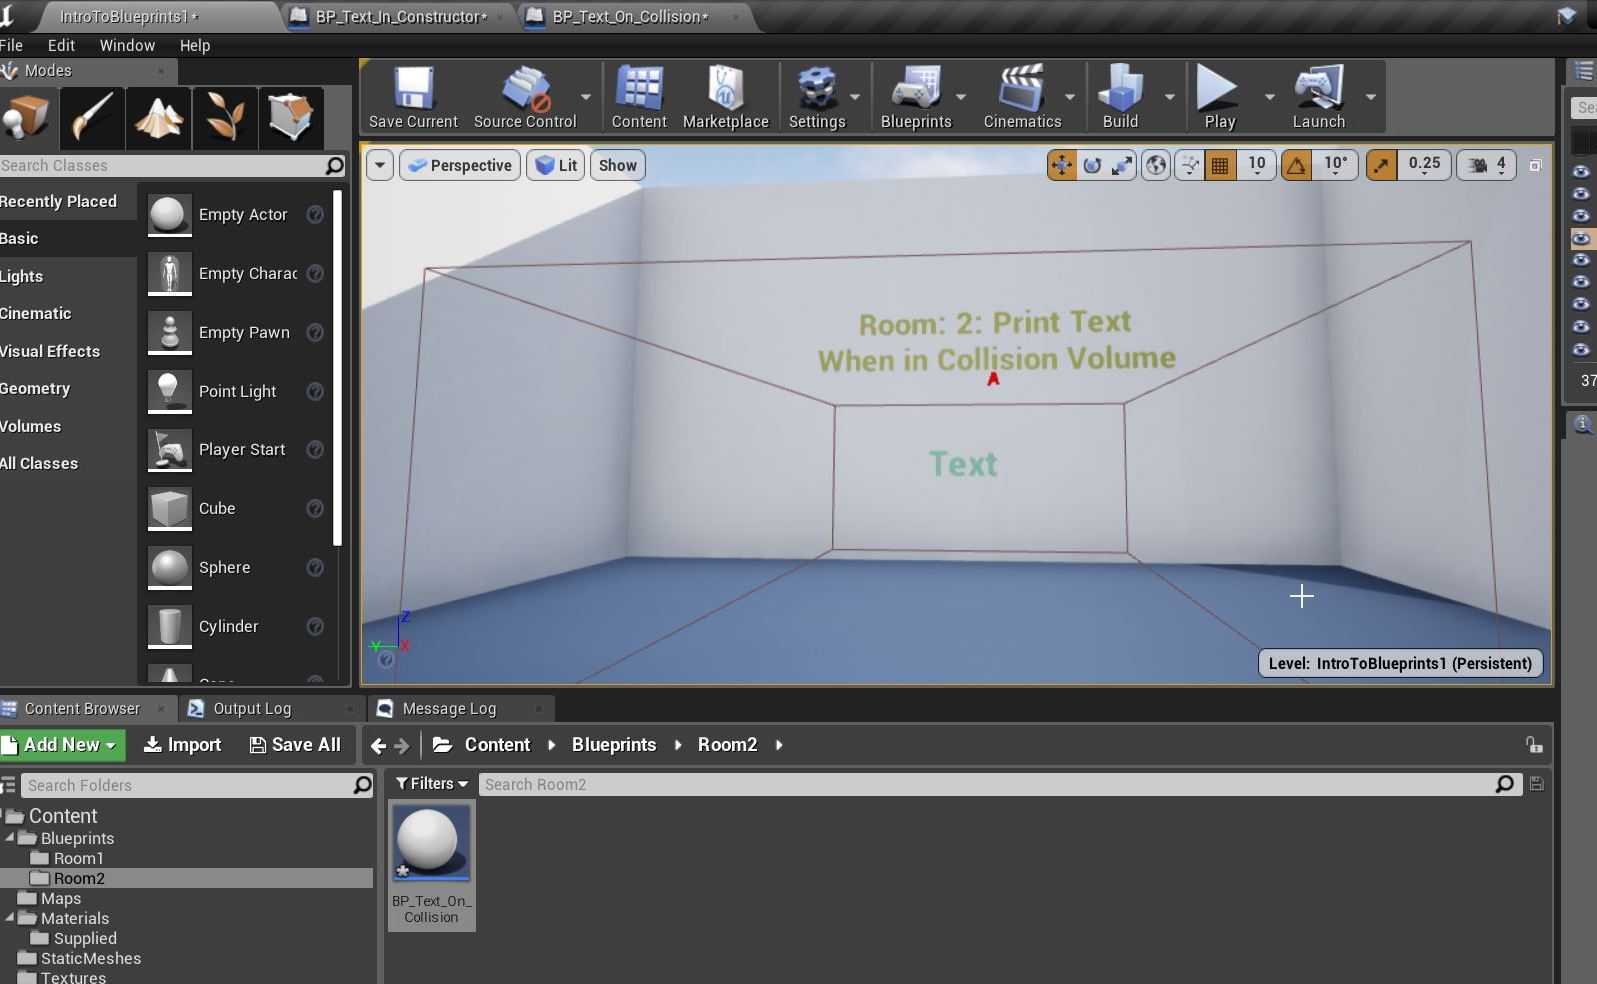 IntroToBlueprints1*
BP_Text_In_Constructor*
BP_Text_On_Collision*
File
Edit
Window
Help
Modes
Save Current
Source Control
Content
Marketplace
Settings
Blueprints
Cinematics
Build
Play
Launch
Search Classes
Perspective
Lit
Show
10
10°
0.25
4
Recently Placed
Basic
Lights
Cinematic
Visual Effects
Geometry
Volumes
All Classes
Empty Actor
Empty Charac
Empty Pawn
Point Light
Player Start
Cube
Sphere
Cylinder
Room: 2: Print Text
When in Collision Volume
A
Text
Z
Y
X
Level: IntroToBlueprints1 (Persistent)
Sea
37
Content Browser
Output Log
Message Log
Add New
Import
Save All
Content
Blueprints
Room2
Search Folders
Filters
Search Room2
Content
Blueprints
Room1
Room2
Maps
Materials
Supplied
StaticMeshes
Textures
BP_Text_On_
Collision